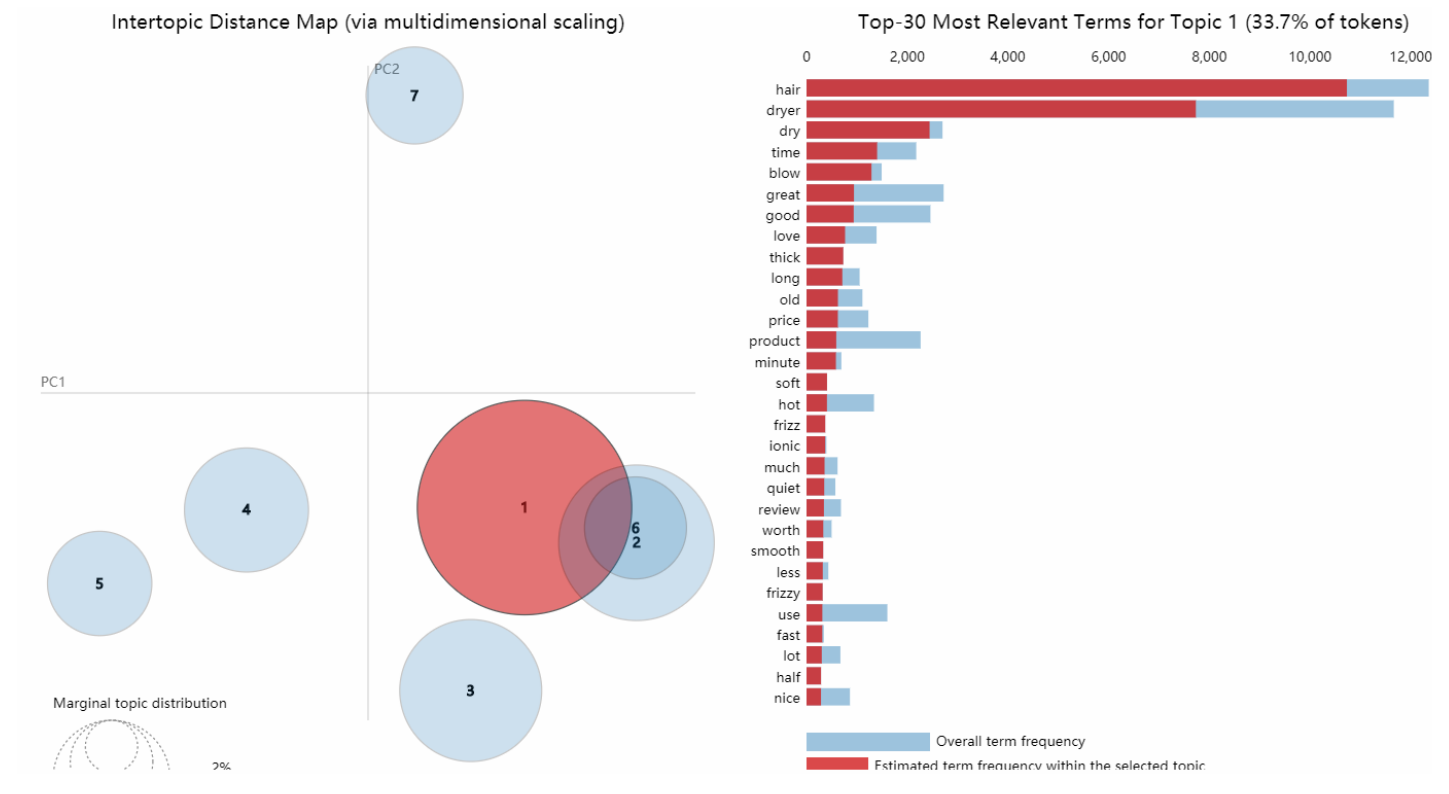 Intertopic Distance Map (via multidimensional scaling)
PC2
7
PC1
1
4
6
2
5
3
Marginal topic distribution
2%
Top-30 Most Relevant Terms for Topic 1 (33.7% of tokens)
0 2,000 4,000 6,000 8,000 10,000 12,000
hair
dryer
dry
time
blow
great
good
love
thick
long
old
price
product
minute
soft
hot
frizz
ionic
much
quiet
review
worth
smooth
less
frizzy
use
fast
lot
half
nice
Overall term frequency
Estimated term frequency within the selected topic